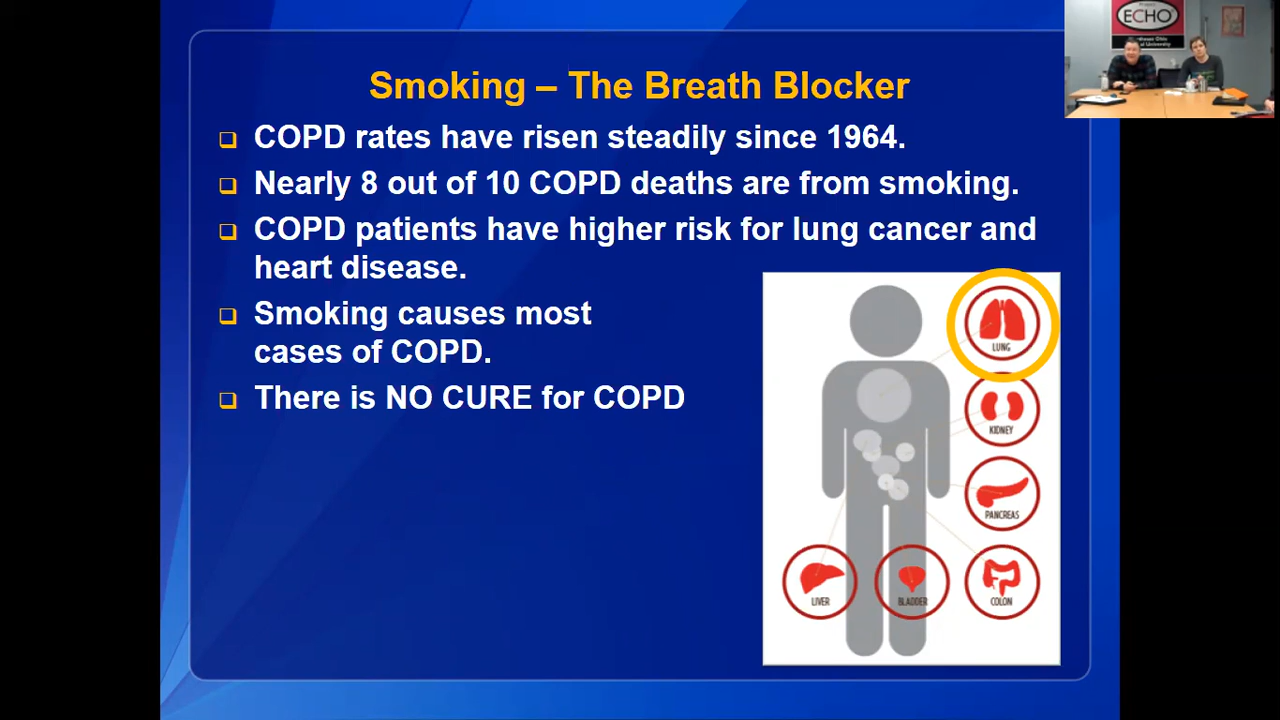 Smoking – The Breath Blocker
COPD rates have risen steadily since 1964.
Nearly 8 out of 10 COPD deaths are from smoking.
COPD patients have higher risk for lung cancer and
heart disease.
Smoking causes most
cases of COPD.
There is NO CURE for COPD
LUNG
KIDNEY
PANCREAS
LIVER
BLADDER
COLON
ECHO
University